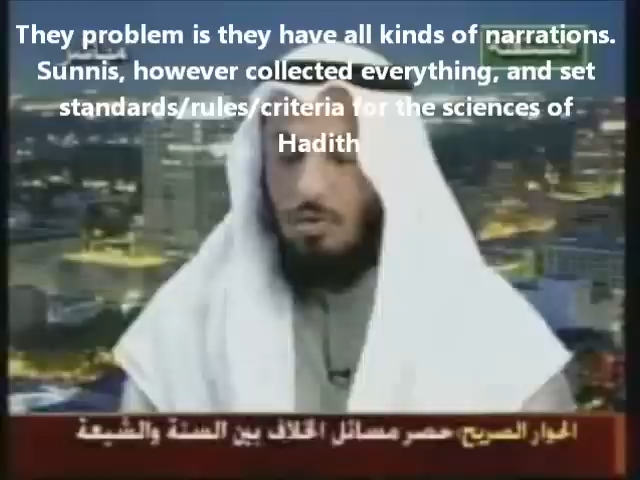 They problem is they have all kinds of narrations.
Sunnis, however collected everything, and set
standards/rules/criteria for the sciences of
Hadith
الحوار الصريح: حصر مسائل الخلاف بين السنة والشيعة